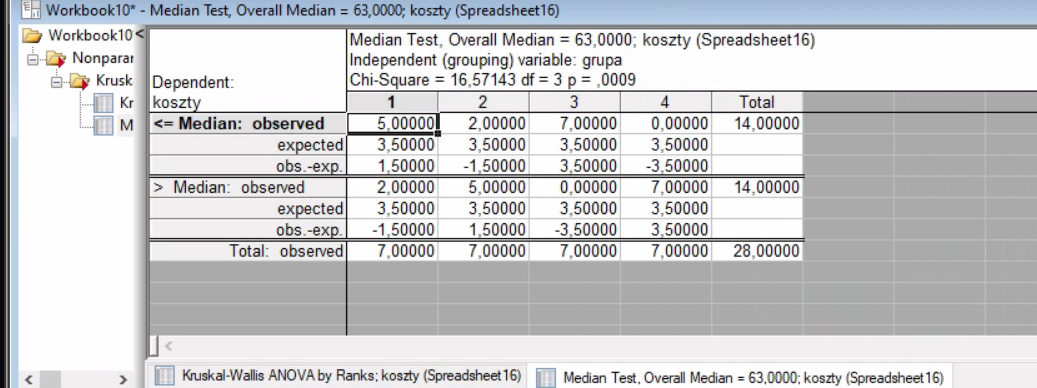 Workbook10* - Median Test, Overall Median = 63,0000; koszty (Spreadsheet16)
Workbook10
Nonparar
Krusk
Kr
M
Median Test, Overall Median = 63,0000; koszty (Spreadsheet16)
Independent (grouping) variable: grupa
Chi-Square = 16,57143 df = 3 p = ,0009
Dependent:
koszty 1 2 3 4 Total
<= Median: observed 5,00000 2,00000 7,00000 0,00000 14,00000
expected 3,50000 3,50000 3,50000 3,50000
obs.-exp. 1,50000 -1,50000 3,50000 -3,50000
> Median: observed 2,00000 5,00000 0,00000 7,00000 14,00000
expected 3,50000 3,50000 3,50000 3,50000
obs.-exp. -1,50000 1,50000 -3,50000 3,50000
Total: observed 7,00000 7,00000 7,00000 7,00000 28,00000
Kruskal-Wallis ANOVA by Ranks; koszty (Spreadsheet16) Median Test, Overall Median = 63,0000; koszty (Spreadsheet16)